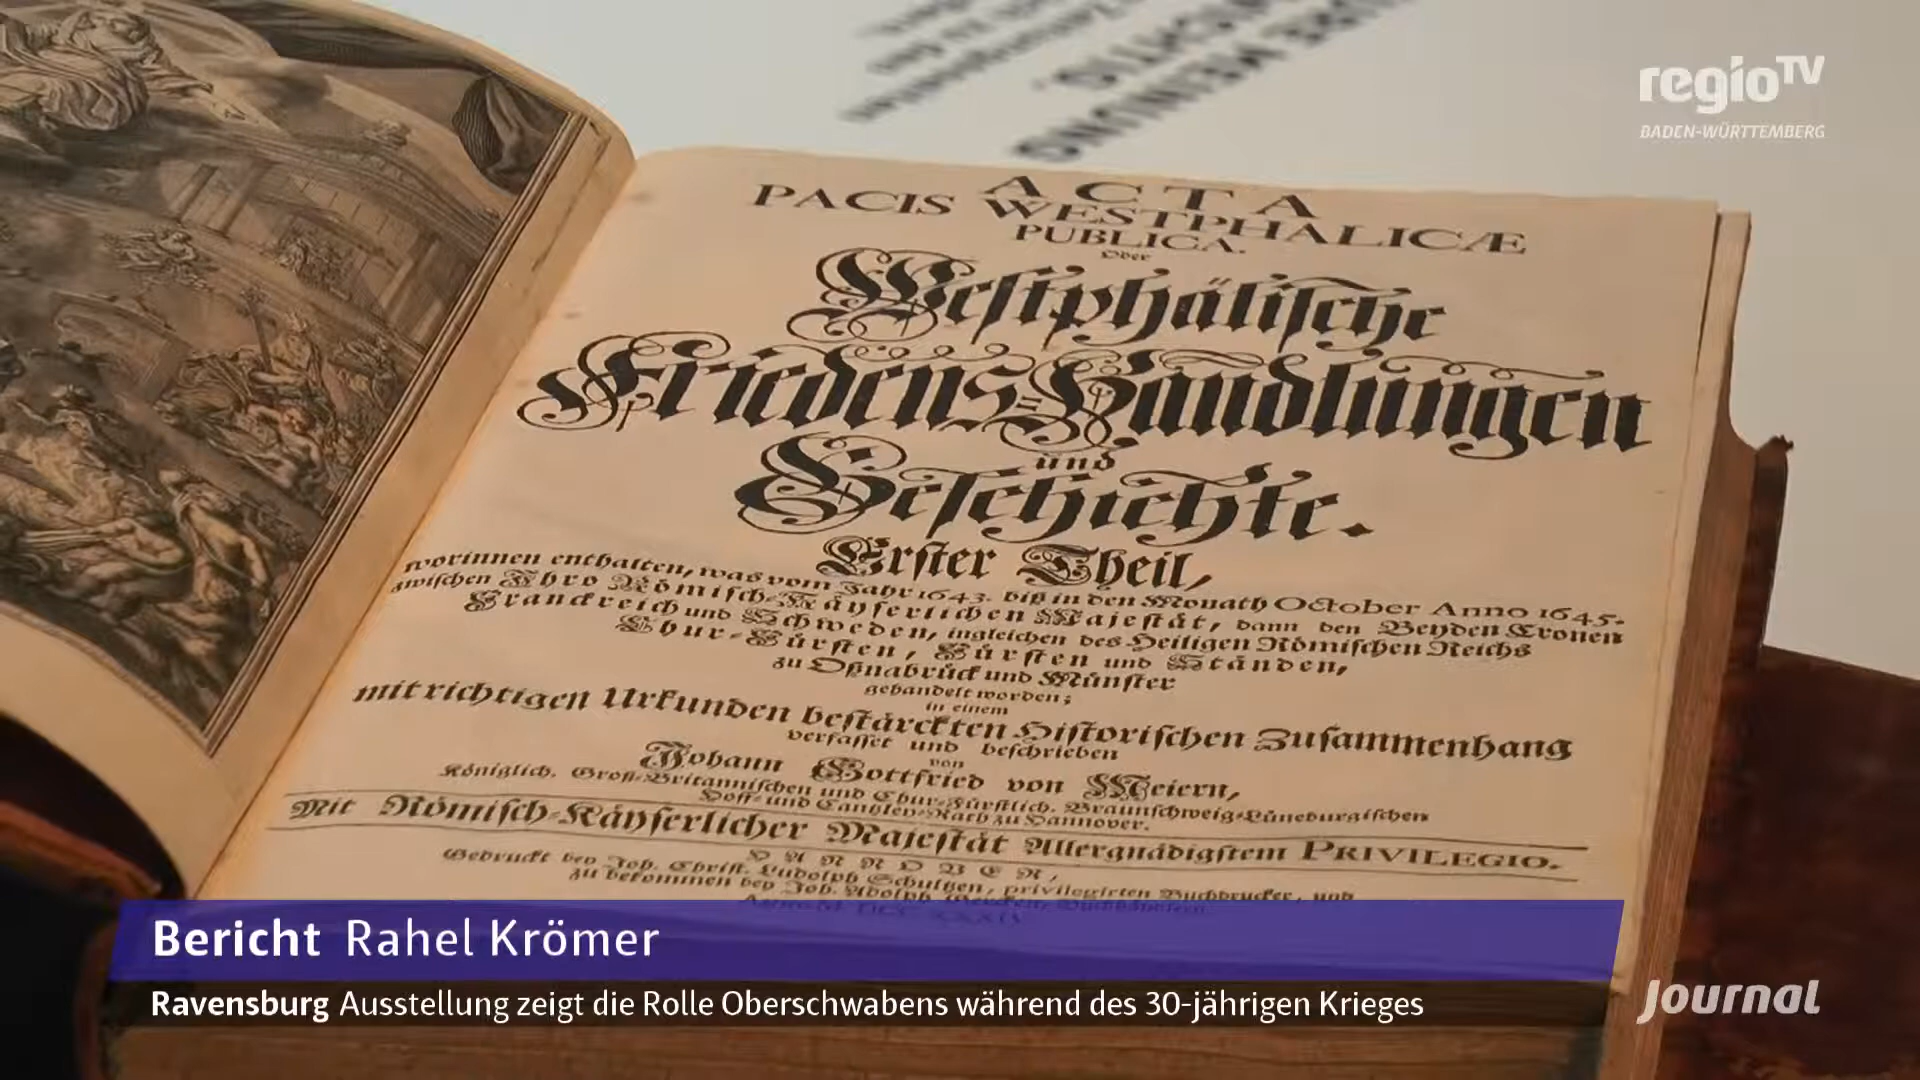 regioTV
BADEN-WÜRTTEMBERG
ACTA
PACIS WESTPHALICÆ
PUBLICA.
Oder
Westphälische
Friedens-Handlungen
und
Geschichte.
Erster Theil,
worinnen enthalten, was vom Jahr 1643. biß in den Monath October Anno 1645.
zwischen Ihro Römisch-Käyserlichen Majestät, dann den Beyden Cronen
Franckreich und Schweden, ingleichen des Heiligen Römischen Reichs
Chur-Fürsten, Fürsten und Ständen,
zu Oßnabrück und Münster
gehandelt worden;
in einem
mit richtigen Urkunden bestärckten Historischen Zusammenhang
verfasset und beschrieben
von
Johann Gottfried von Meiern,
Königlich. Groß-Britannischen und Chur-Fürstlich. Braunschweig-Lüneburgischen
Hoff- und Cantzley-Rath zu Hannover.
Mit Römisch-Käyserlicher Majestät Allergnädigstem PRIVILEGIO.
HANNOVER,
Gedruckt bey Joh. Christ. Ludolph Schultzen, privilegirten Buchdrucker, und
zu bekommen bey Joh. Adolph
Bericht Rahel Krömer
Ravensburg Ausstellung zeigt die Rolle Oberschwabens während des 30-jährigen Krieges
Journal